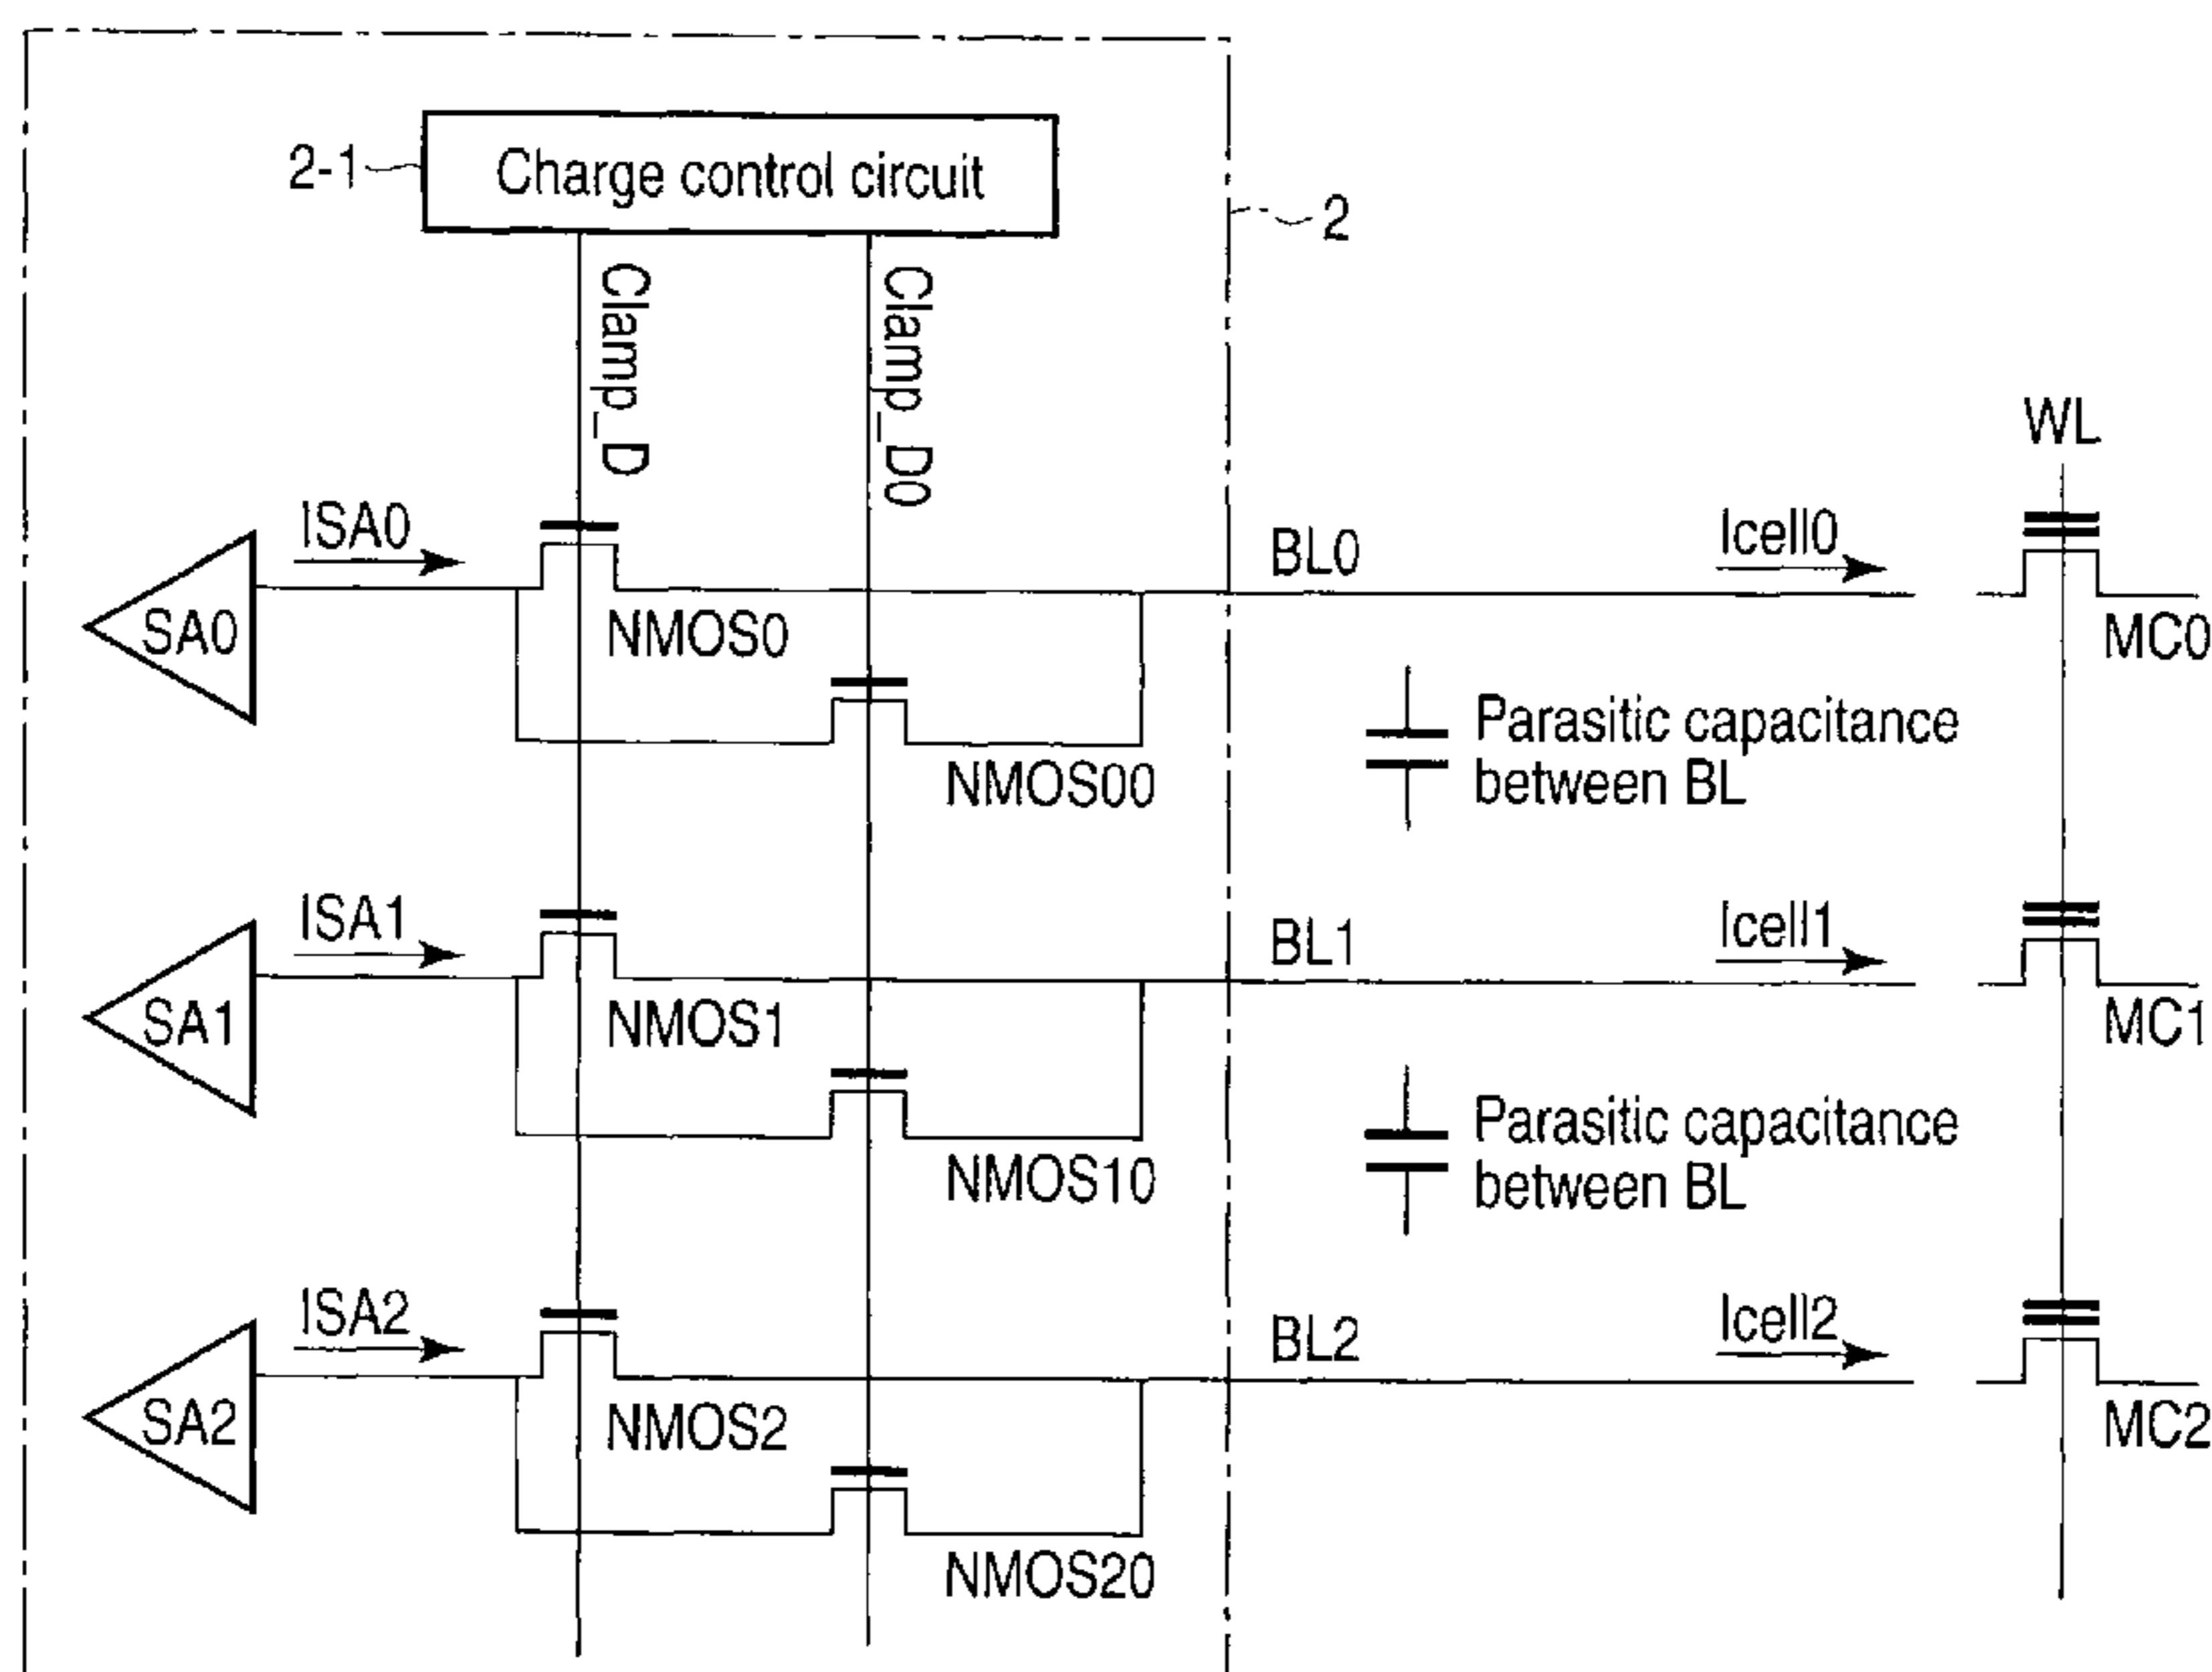 Charge control circuit
2-1
2
Clamp_D
Clamp_D0
WL
ISA0
BL0
Icell0
SA0
NMOS0
MC0
NMOS00
Parasitic capacitance
between BL
ISA1
BL1
Icell1
SA1
NMOS1
MC1
NMOS10
Parasitic capacitance
between BL
ISA2
BL2
Icell2
SA2
NMOS2
MC2
NMOS20